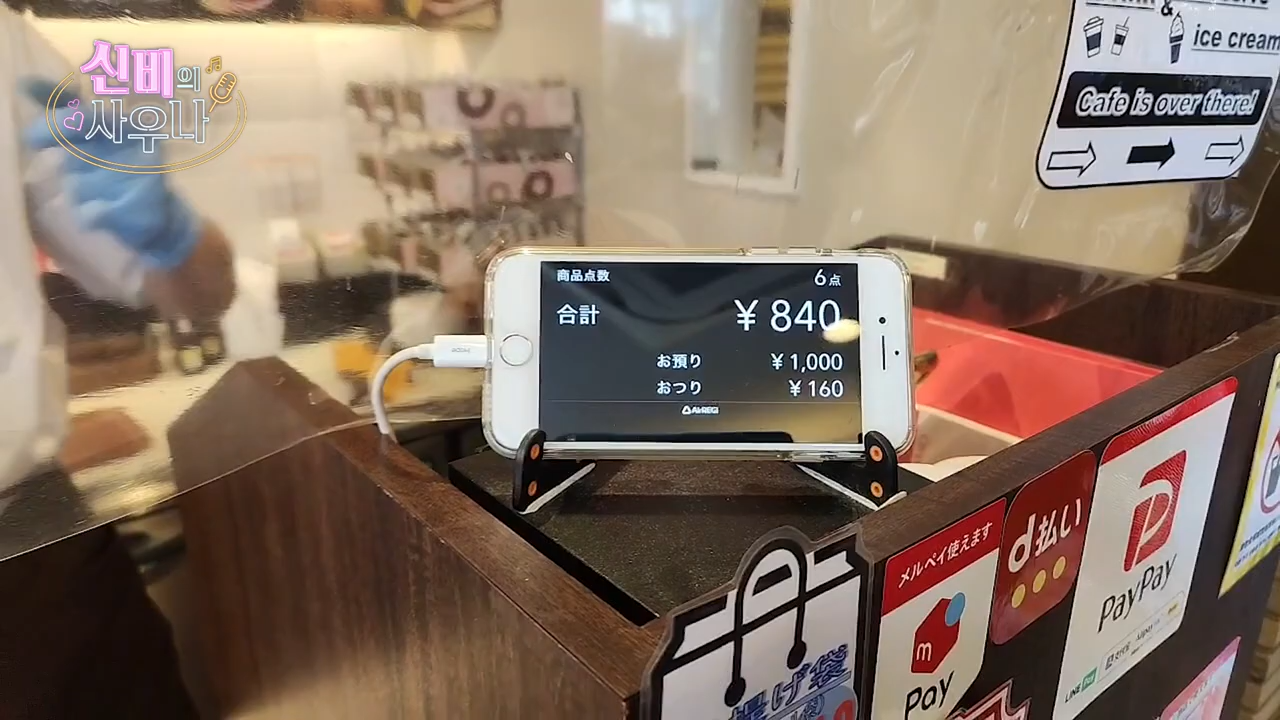 신비의
사우나
ice cream
Cafe is over there!
商品点数 6点
合計 ¥840
お預り ¥1,000
おつり ¥160
AirREGI
メルペイ使えます
m
Pay
d払い
PayPay
LINE Pay